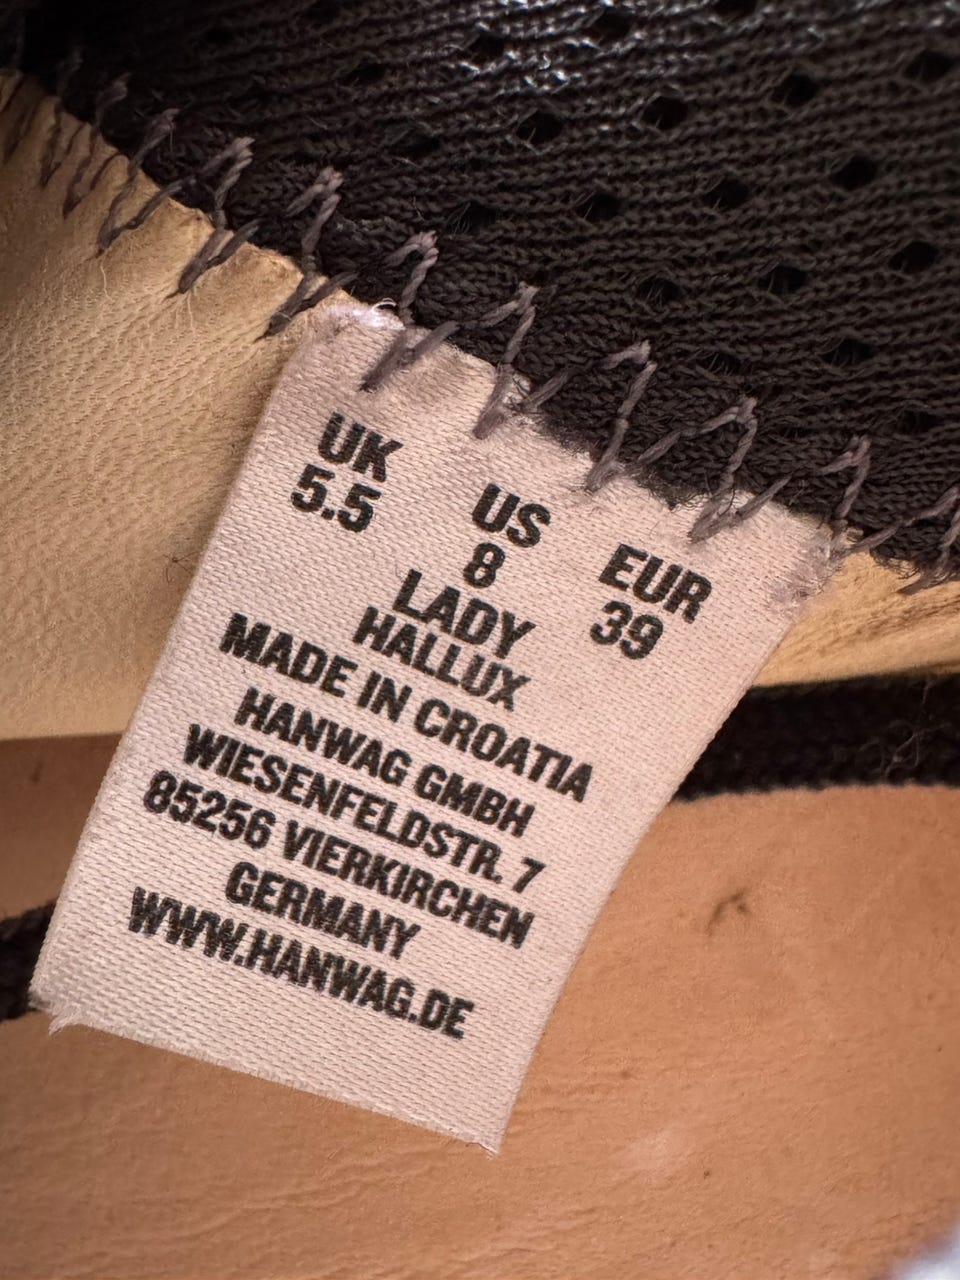 UK US EUR
5.5 8 39
LADY
HALLUX
MADE IN CROATIA
HANWAG GMBH
WIESENFELDSTR. 7
85256 VIERKIRCHEN
GERMANY
WWW.HANWAG.DE